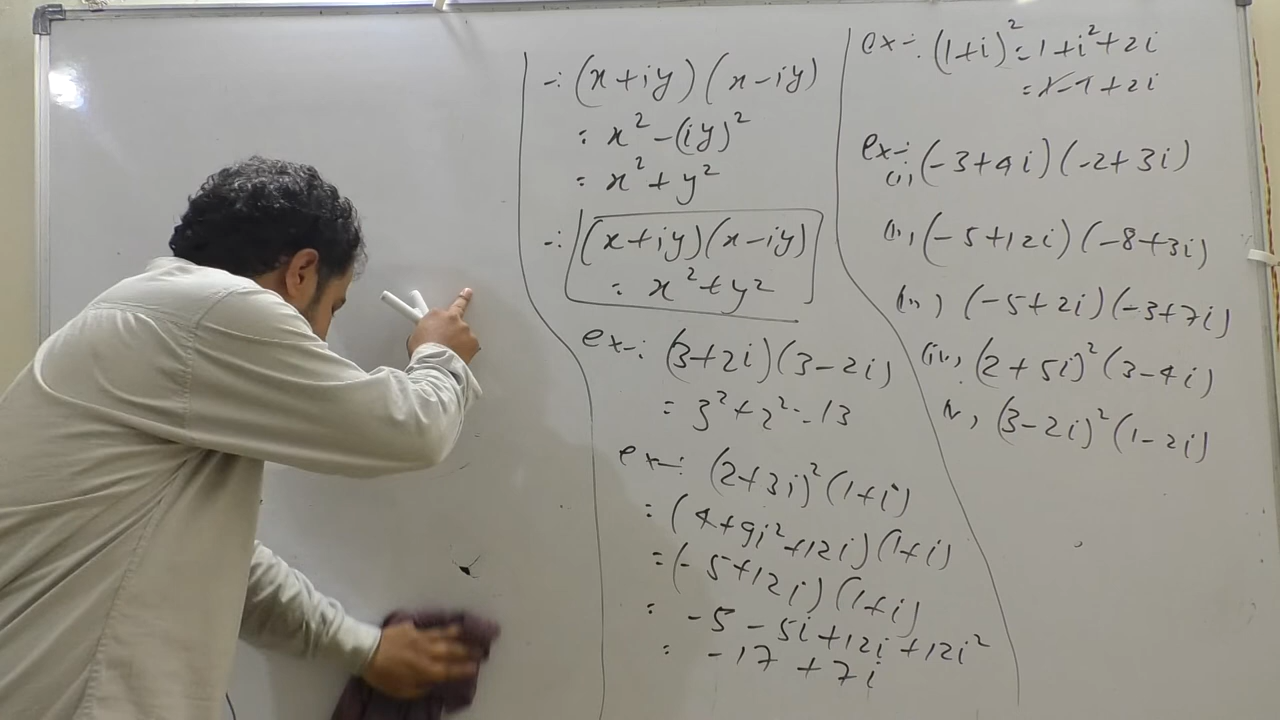 -: (x+iy)(x-iy)
= x² - (iy)²
= x² + y²
-: (x+iy)(x-iy)
= x² + y²
ex-: (3+2i)(3-2i)
= 3² + 2² = 13
ex-: (2+3i)² (1+i)
= (4+9i²+12i)(1+i)
= (-5+12i)(1+i)
= -5 - 5i + 12i + 12i²
= -17 + 7i
ex-: (1+i)² = 1+i²+2i
= 1-1+2i
ex-:
(i) (-3+4i)(-2+3i)
(ii) (-5+12i)(-8+3i)
(iii) (-5+2i)(-3+7i)
(iv) (2+5i)² (3-4i)
(v) (3-2i)² (1-2i)